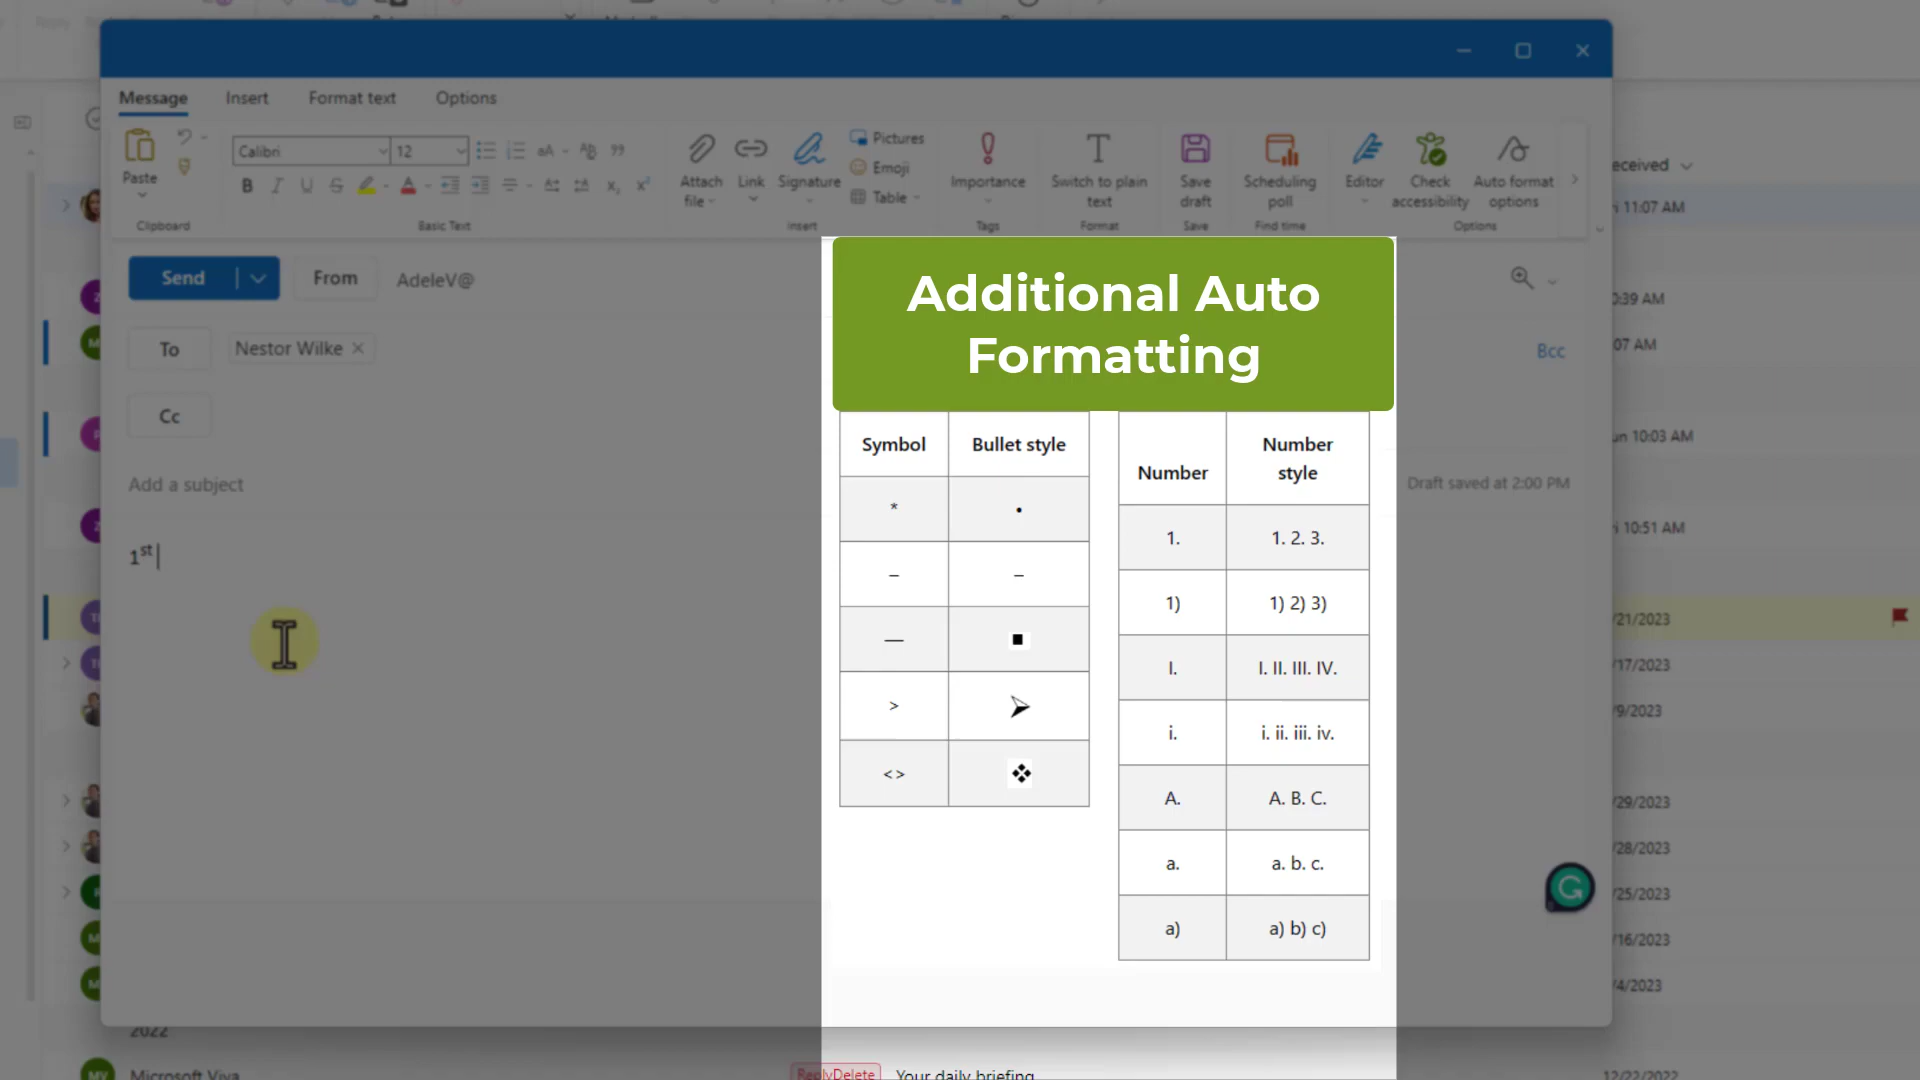 Message Insert Format text Options
Paste
Clipboard
Calibri 12
Basic Text
Attach file
Link
Signature
Pictures
Emoji
Table
Insert
Importance
Tags
Switch to plain text
Format
Save draft
Save
Scheduling poll
Find time
Editor
Check accessibility
Auto format options
Options
Send From AdeleV@
To Nestor Wilke Bcc
Cc
Add a subject Draft saved at 2:00 PM
1st
Additional Auto
Formatting
Symbol Bullet style
* •
– –
— ■
> ➢
<> ❖
Number Number style
1. 1. 2. 3.
1) 1) 2) 3)
I. I. II. III. IV.
i. i. ii. iii. iv.
A. A. B. C.
a. a. b. c.
a) a) b) c)
11:07 AM
10:03 AM
10:51 AM
2022
MV Microsoft Viva ReplyDelete Your daily briefing 12/22/2022